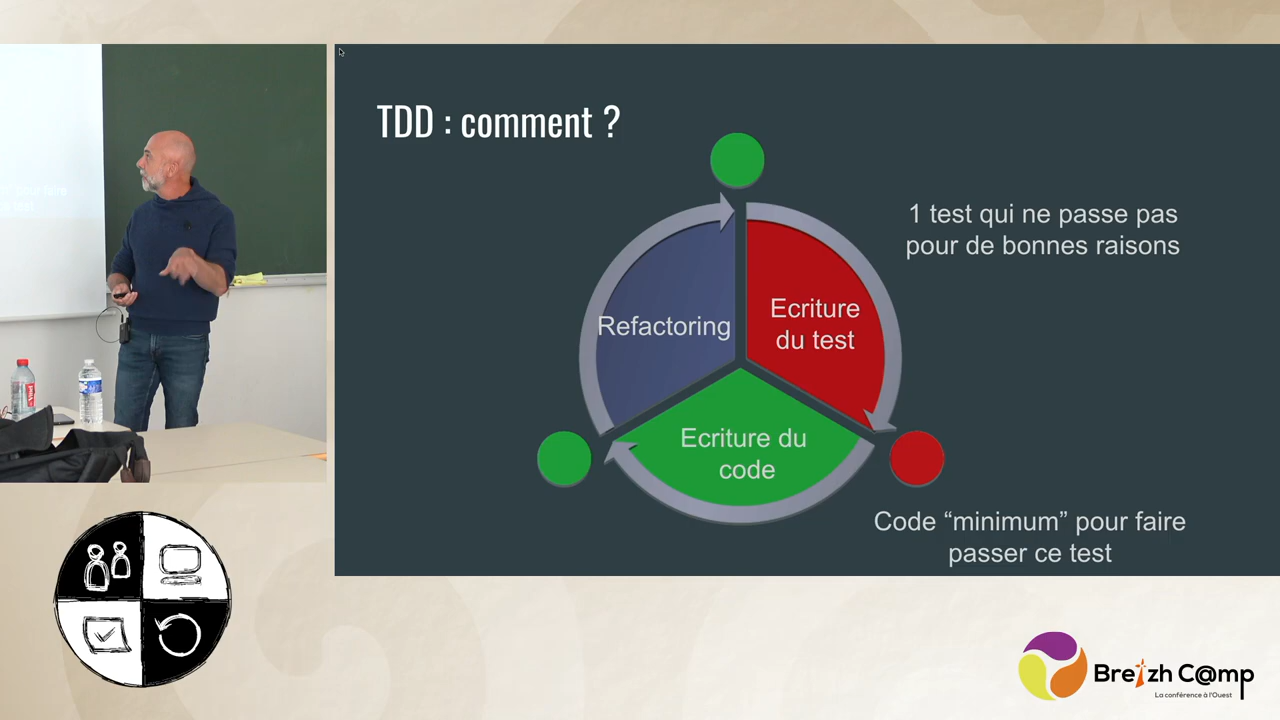 TDD : comment ?
1 test qui ne passe pas
pour de bonnes raisons
Refactoring
Ecriture
du test
Ecriture du
code
Code “minimum” pour faire
passer ce test
Breizh C@mp
La conférence à l'Ouest